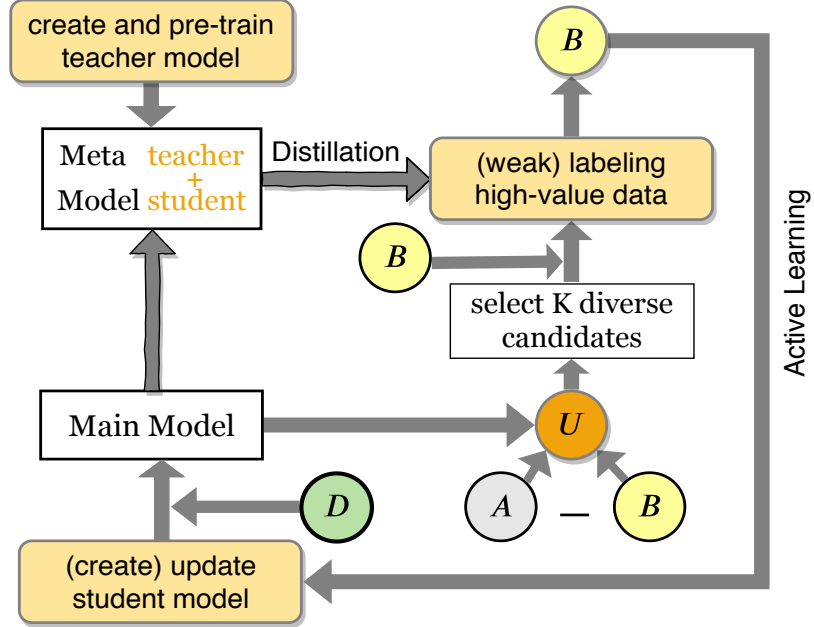 create and pre-train
teacher model
B
Meta teacher
+
Model student
Distillation
(weak) labeling
high-value data
B
select K diverse
candidates
Active Learning
Main Model
U
D
A – B
(create) update
student model